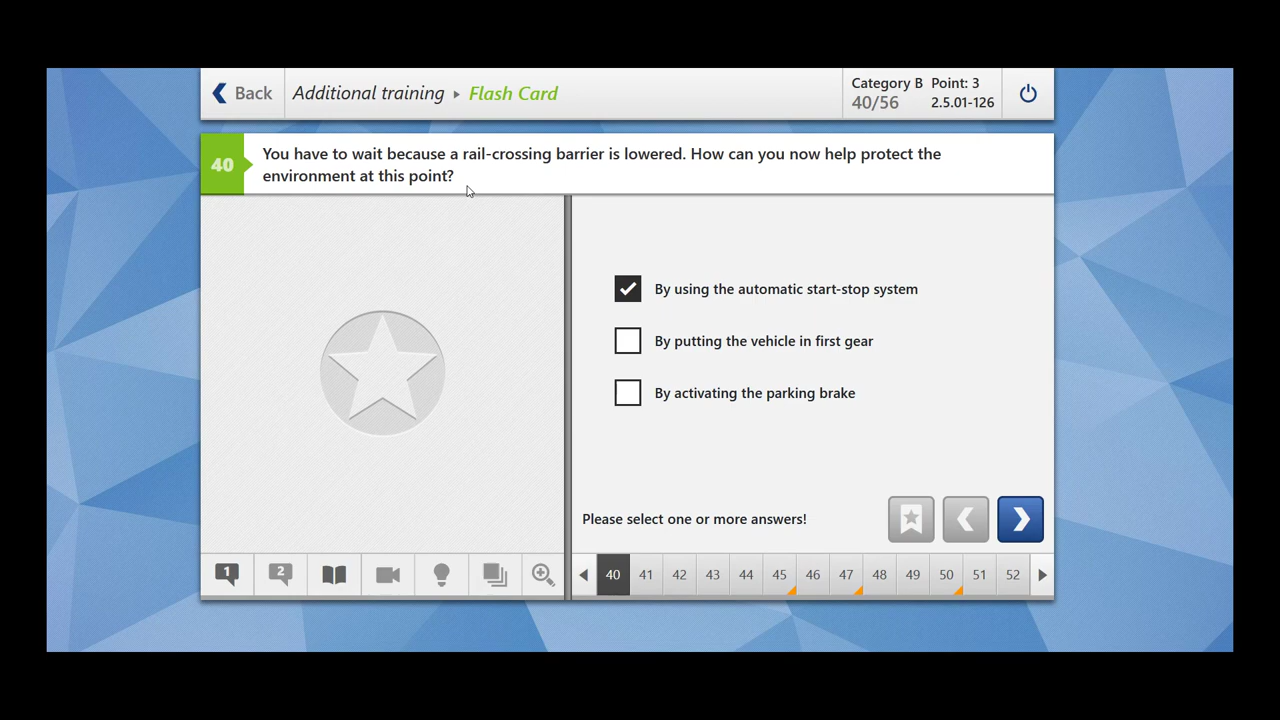 Back
Additional training ▸ Flash Card
Category B Point: 3
40/56 2.5.01-126
40
You have to wait because a rail-crossing barrier is lowered. How can you now help protect the
environment at this point?
By using the automatic start-stop system
By putting the vehicle in first gear
By activating the parking brake
Please select one or more answers!
1 2
40 41 42 43 44 45 46 47 48 49 50 51 52